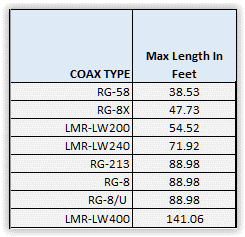 COAX TYPE Max Length In Feet
RG-58 38.53
RG-8X 47.73
LMR-LW200 54.52
LMR-LW240 71.92
RG-213 88.98
RG-8 88.98
RG-8/U 88.98
LMR-LW400 141.06